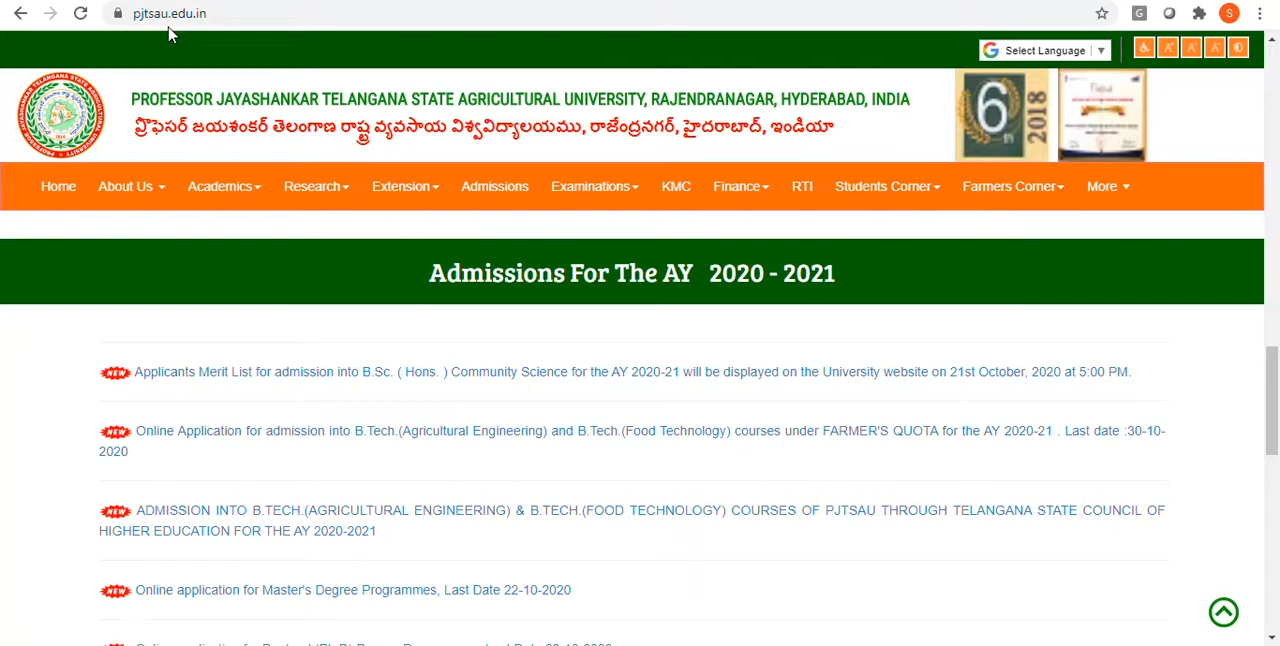 pjtsau.edu.in
G
S
Select Language
PROFESSOR JAYASHANKAR TELANGANA STATE AGRICULTURAL UNIVERSITY, RAJENDRANAGAR, HYDERABAD, INDIA
ప్రొఫెసర్ జయశంకర్ తెలంగాణ రాష్ట్ర వ్యవసాయ విశ్వవిద్యాలయము, రాజేంద్రనగర్, హైదరాబాద్, ఇండియా
6
2018
Home About Us Academics Research Extension Admissions Examinations KMC Finance RTI Students Corner Farmers Corner More
Admissions For The AY 2020 - 2021
NEW Applicants Merit List for admission into B.Sc. ( Hons. ) Community Science for the AY 2020-21 will be displayed on the University website on 21st October, 2020 at 5:00 PM.
NEW Online Application for admission into B.Tech.(Agricultural Engineering) and B.Tech.(Food Technology) courses under FARMER'S QUOTA for the AY 2020-21 . Last date :30-10-
2020
NEW ADMISSION INTO B.TECH.(AGRICULTURAL ENGINEERING) & B.TECH.(FOOD TECHNOLOGY) COURSES OF PJTSAU THROUGH TELANGANA STATE COUNCIL OF
HIGHER EDUCATION FOR THE AY 2020-2021
NEW Online application for Master's Degree Programmes, Last Date 22-10-2020